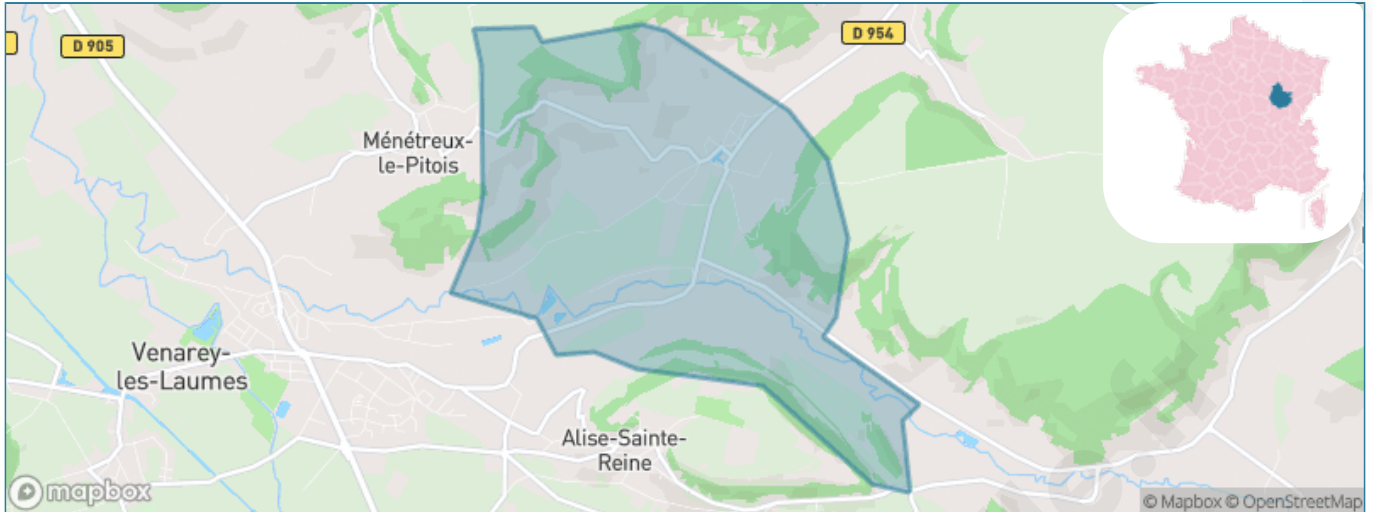 D 905
D 954
Ménétreux-
le-Pitois
Venarey-
les-Laumes
Alise-Sainte-
Reine
mapbox
© Mapbox © OpenStreetMap